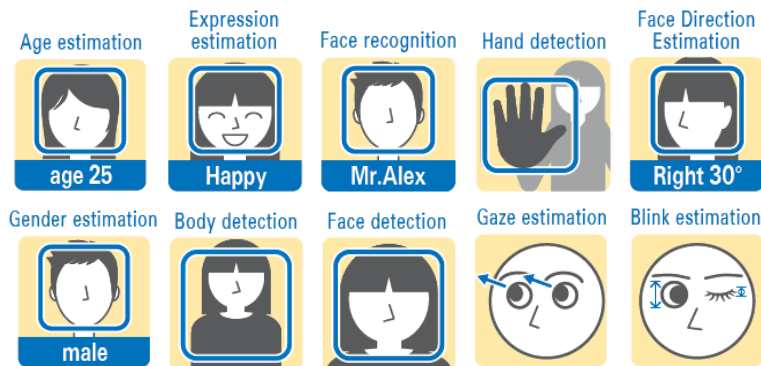 Age estimation
Expression
estimation
Face recognition
Hand detection
Face Direction
Estimation
age 25
Happy
Mr.Alex
Right 30°
Gender estimation
Body detection
Face detection
Gaze estimation
Blink estimation
male